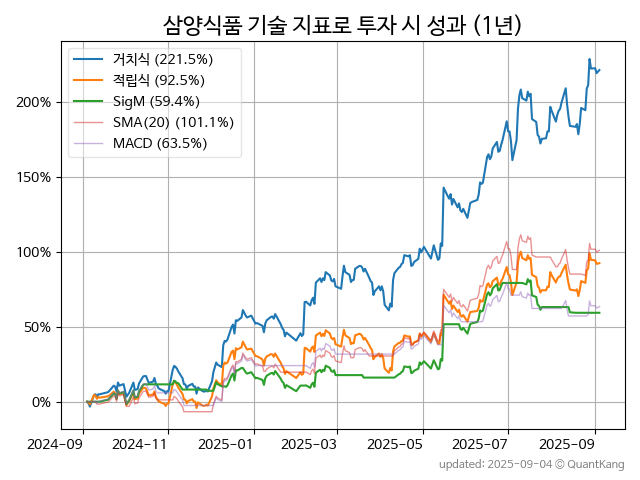 삼양식품 기술 지표로 투자 시 성과 (1년)
거치식 (221.5%)
적립식 (92.5%)
SigM (59.4%)
SMA(20) (101.1%)
MACD (63.5%)
200%
150%
100%
50%
0%
2024-09 2024-11 2025-01 2025-03 2025-05 2025-07 2025-09
updated: 2025-09-04 © QuantKang